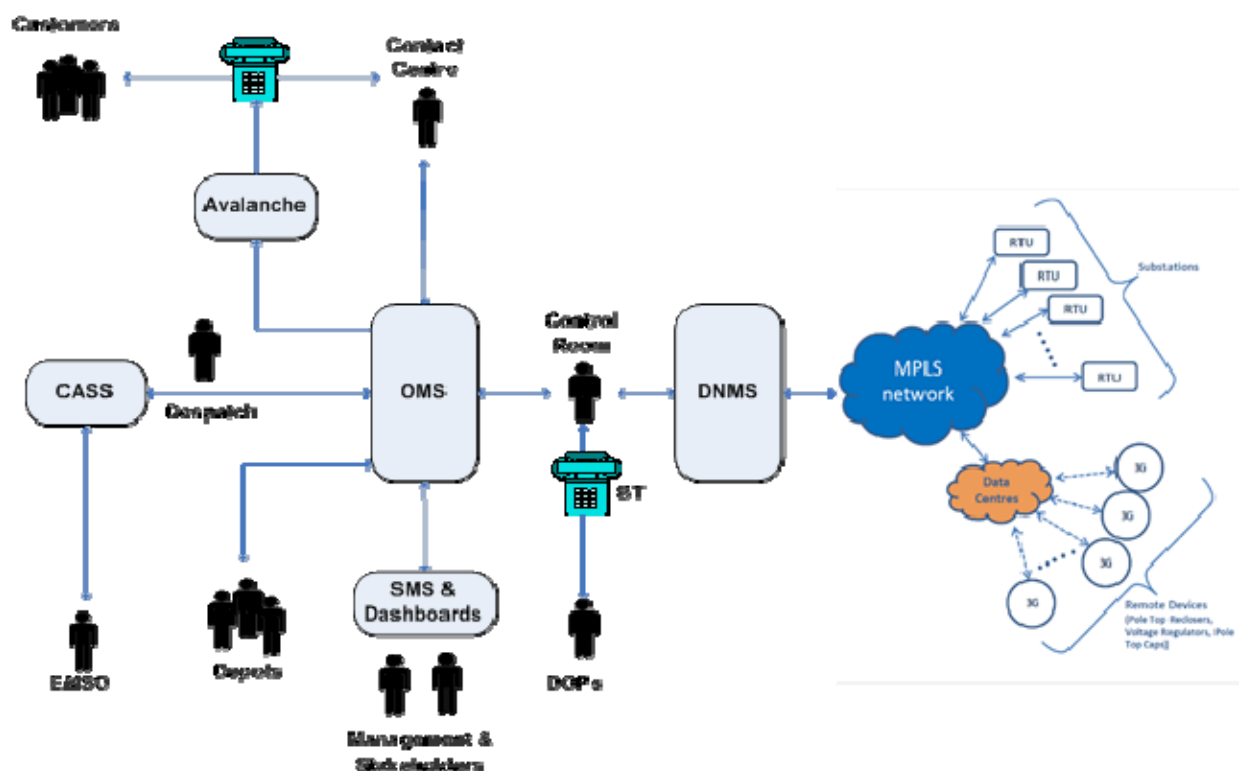 Customers
Contact
Centre
Avalanche
CASS
Despatch
OMS
Control
Room
DNMS
ST
SMS &
Dashboards
EMSO
Depots
DOP's
Management &
Stakeholders
MPLS
network
RTU
RTU
RTU
RTU
Substations
Data
Centres
3G
3G
3G
3G
Remote Devices
(Pole Top Reclosers,
Voltage Regulators, (Pole
Top Caps)]